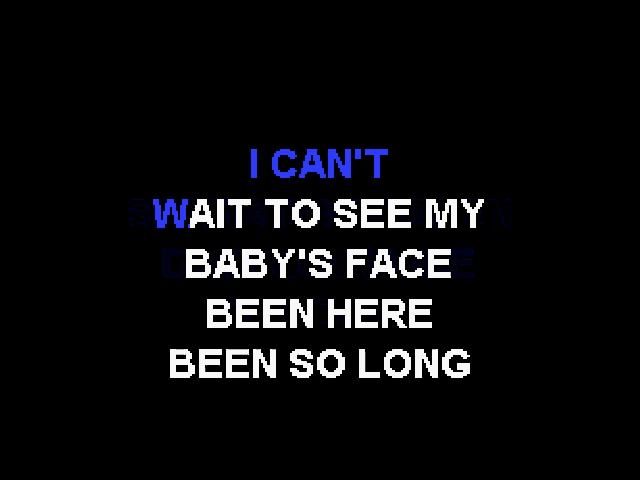 I CAN'T
WAIT TO SEE MY
BABY'S FACE
BEEN HERE
BEEN SO LONG